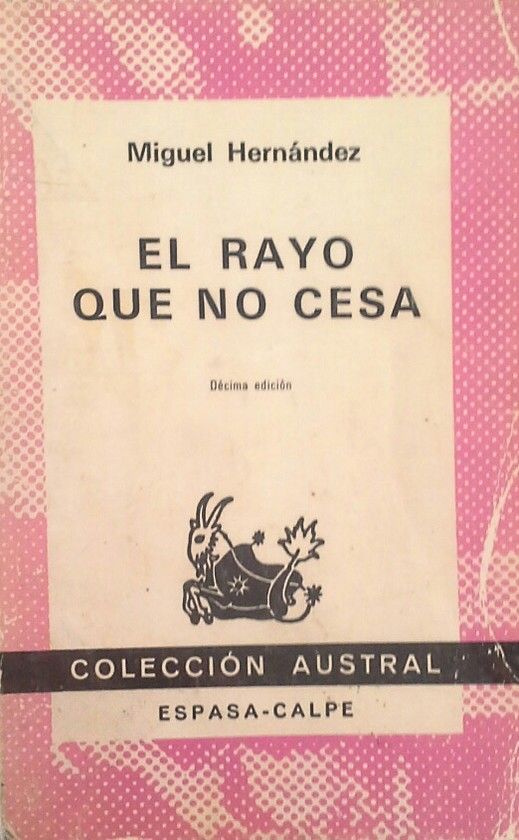 Miguel Hernández
EL RAYO
QUE NO CESA
Décima edición
COLECCIÓN AUSTRAL
ESPASA-CALPE